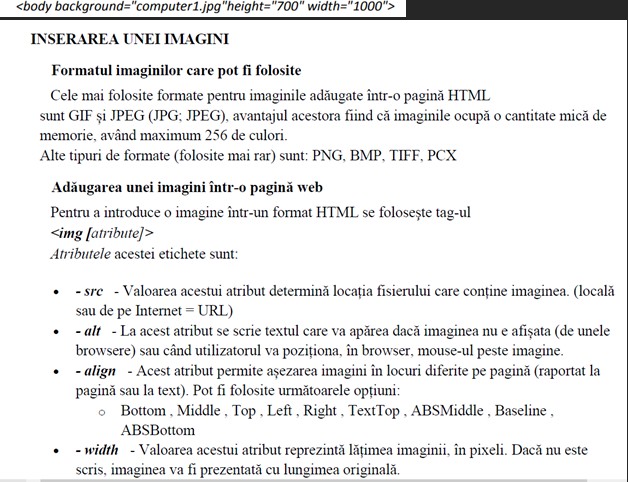 <body background="computer1.jpg"height="700" width="1000">
INSERAREA UNEI IMAGINI
Formatul imaginilor care pot fi folosite
Cele mai folosite formate pentru imaginile adăugate într-o pagină HTML
sunt GIF și JPEG (JPG; JPEG), avantajul acestora fiind că imaginile ocupă o cantitate mică de
memorie, având maximum 256 de culori.
Alte tipuri de formate (folosite mai rar) sunt: PNG, BMP, TIFF, PCX
Adăugarea unei imagini într-o pagină web
Pentru a introduce o imagine într-un format HTML se folosește tag-ul
<img [atribute]>
Atributele acestei etichete sunt:
• - src - Valoarea acestui atribut determină locația fisierului care conține imaginea. (locală
sau de pe Internet = URL)
• - alt - La acest atribut se scrie textul care va apărea dacă imaginea nu e afișata (de unele
browsere) sau când utilizatorul va poziționa, în browser, mouse-ul peste imagine.
• - align - Acest atribut permite așezarea imagini in locuri diferite pe pagină (raportat la
pagină sau la text). Pot fi folosite următoarele opțiuni:
○ Bottom , Middle , Top , Left , Right , TextTop , ABSMiddle , Baseline ,
ABSBottom
• - width - Valoarea acestui atribut reprezintă lățimea imaginii, în pixeli. Dacă nu este
scris, imaginea va fi prezentată cu lungimea originală.